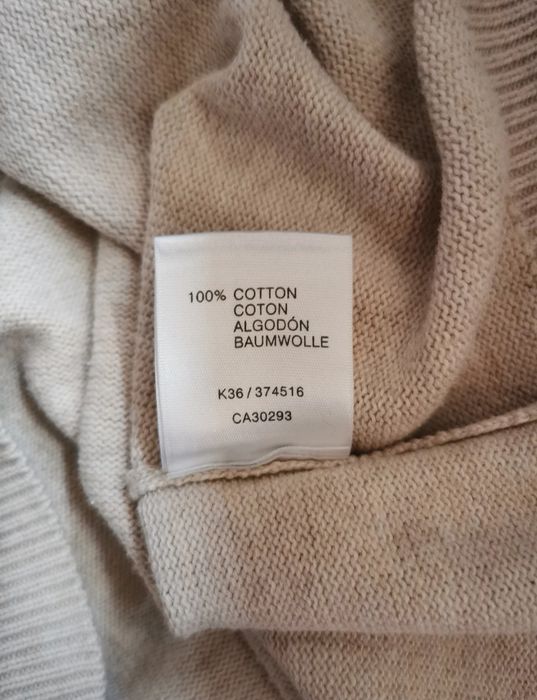 100% COTTON
COTON
ALGODÓN
BAUMWOLLE
K36/374516
CA30293